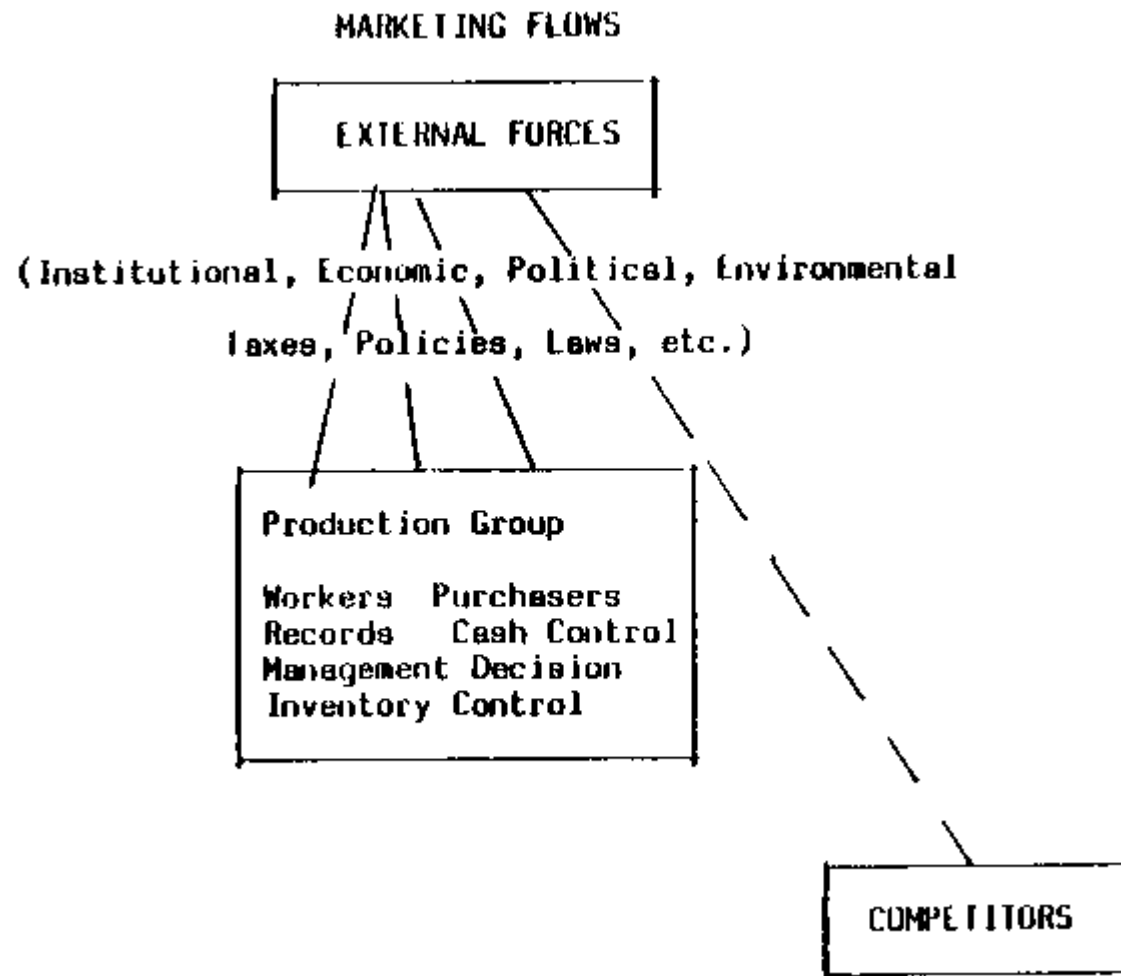 MARKETING FLOWS
EXTERNAL FORCES
(Institutional, Economic, Political, Environmental
Taxes, Policies, Laws, etc.)
Production Group
Workers Purchasers
Records Cash Control
Management Decision
Inventory Control
COMPETITORS